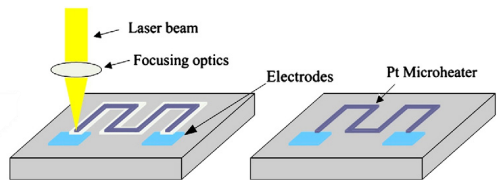 Laser beam
Focusing optics
Electrodes
Pt Microheater